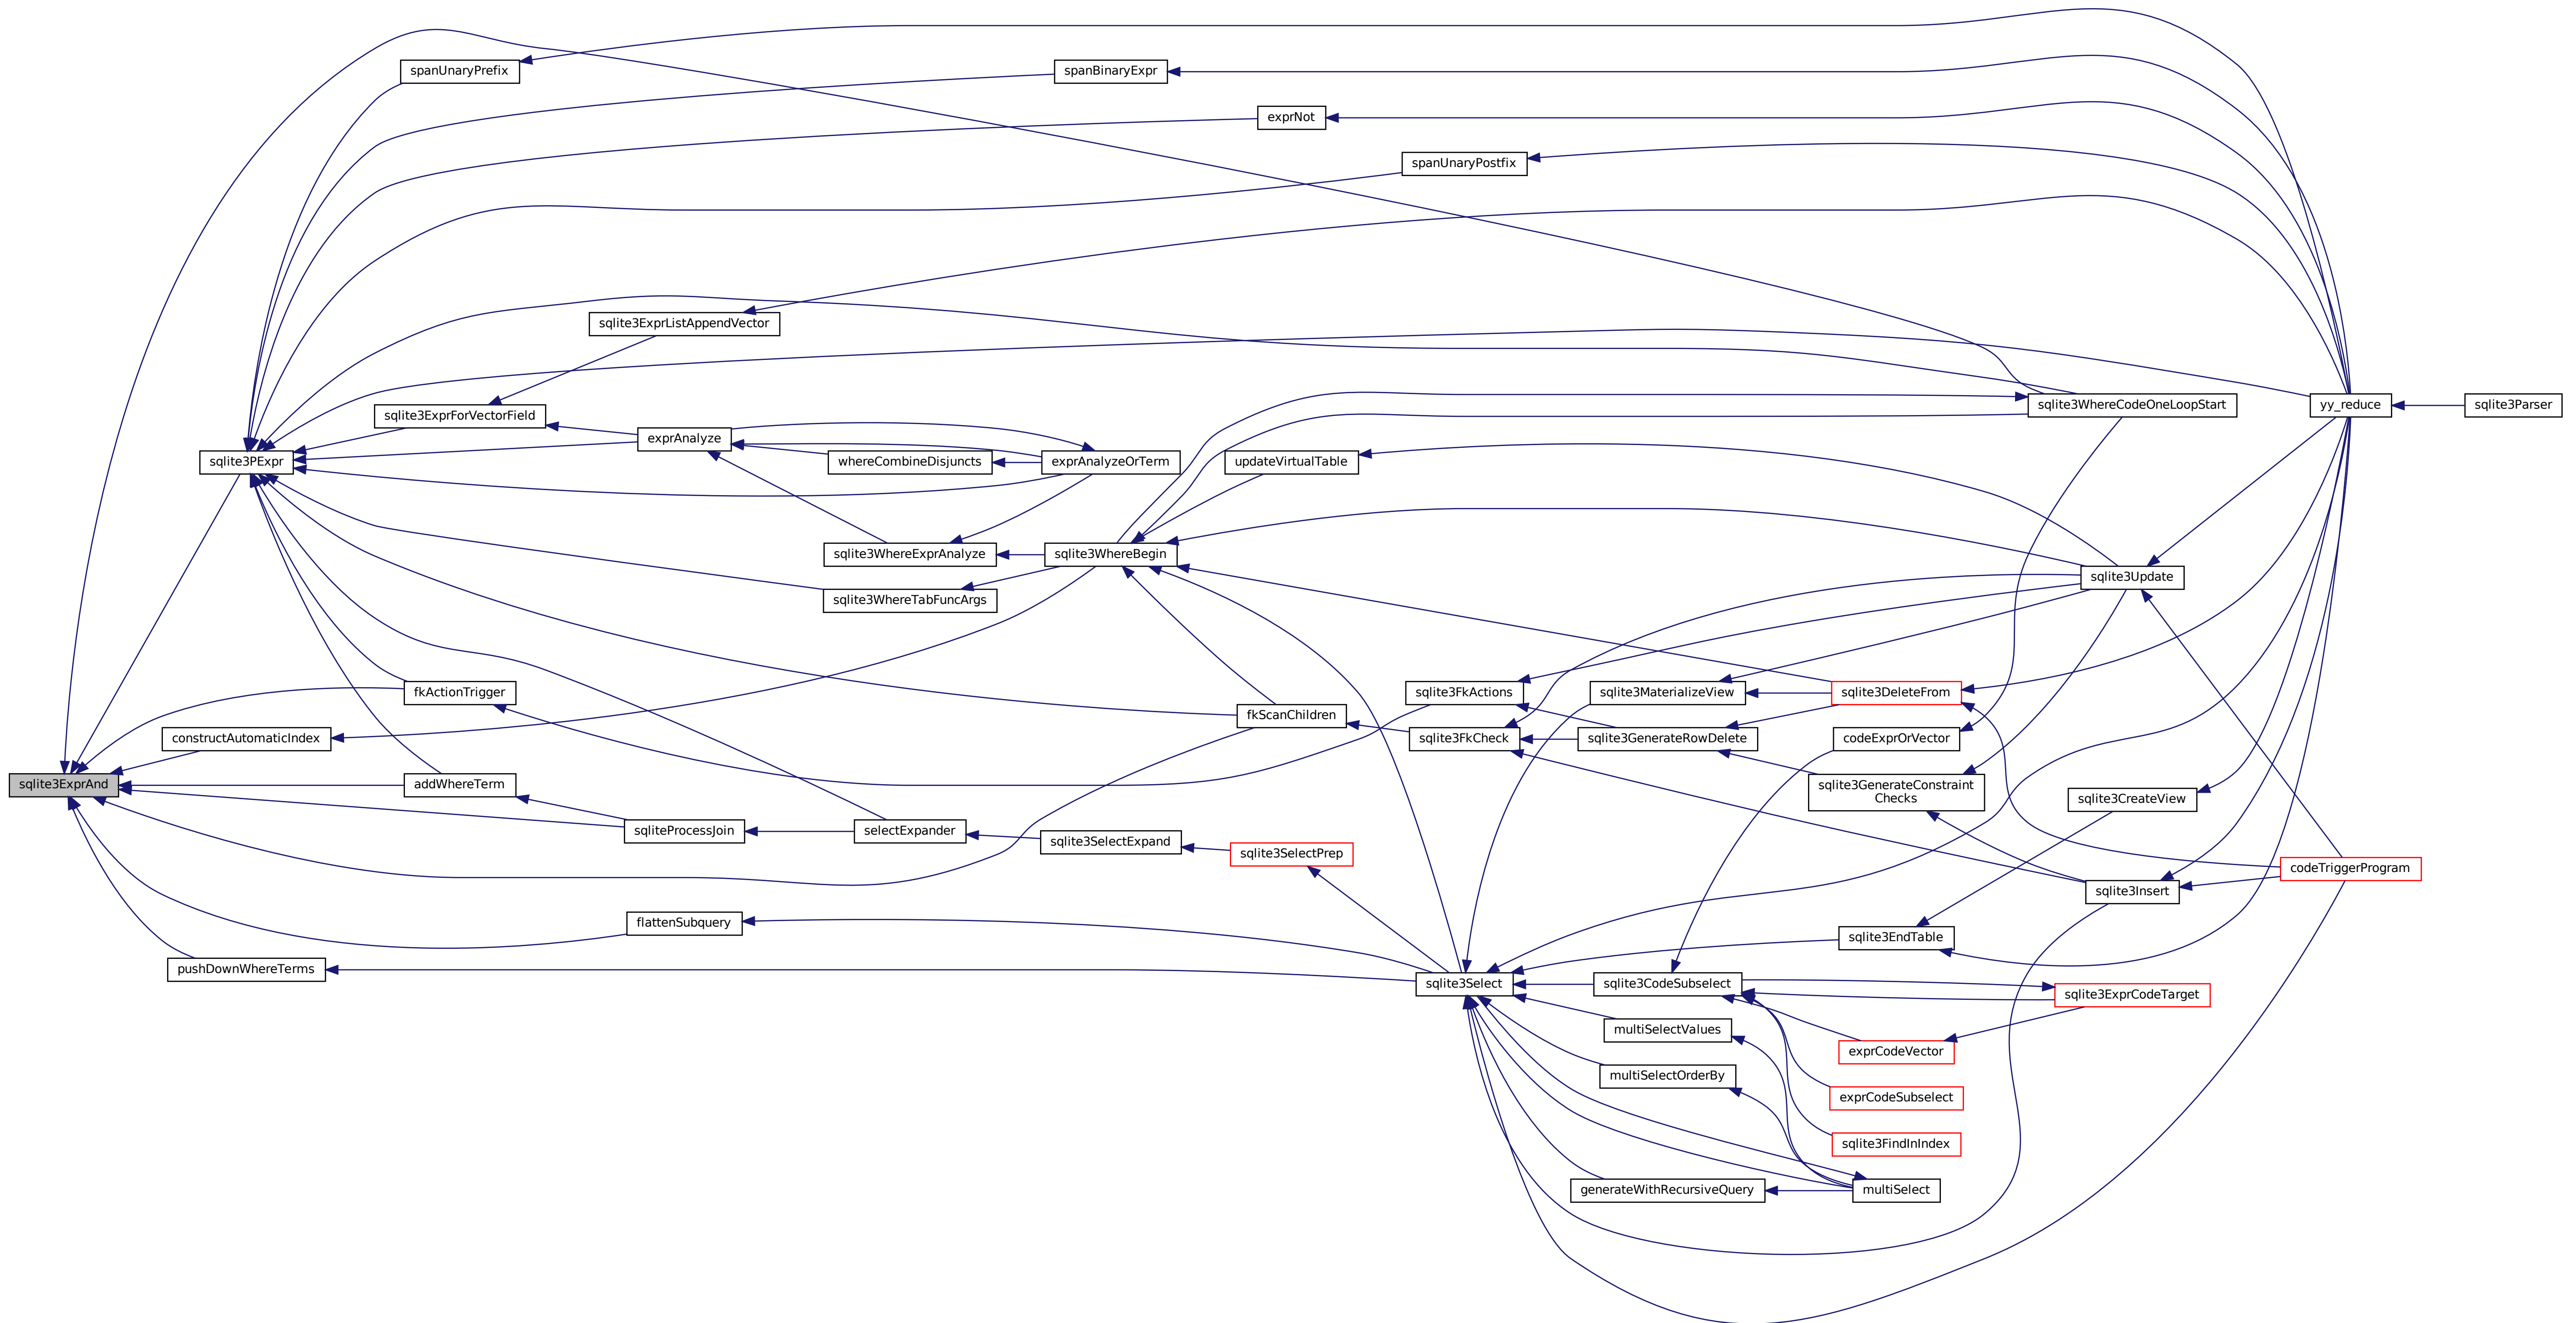 spanUnaryPrefix
spanBinaryExpr
exprNot
spanUnaryPostfix
sqlite3ExprListAppendVector
sqlite3WhereCodeOneLoopStart
yy_reduce
sqlite3Parser
sqlite3ExprForVectorField
exprAnalyze
sqlite3PExpr
whereCombineDisjuncts
exprAnalyzeOrTerm
updateVirtualTable
sqlite3WhereExprAnalyze
sqlite3WhereBegin
sqlite3Update
sqlite3WhereTabFuncArgs
fkActionTrigger
sqlite3FkActions
sqlite3MaterializeView
sqlite3DeleteFrom
fkScanChildren
constructAutomaticIndex
sqlite3FkCheck
sqlite3GenerateRowDelete
codeExprOrVector
sqlite3ExprAnd
addWhereTerm
sqlite3GenerateConstraint
Checks
sqlite3CreateView
sqliteProcessJoin
selectExpander
sqlite3SelectExpand
sqlite3SelectPrep
codeTriggerProgram
sqlite3Insert
flattenSubquery
sqlite3EndTable
pushDownWhereTerms
sqlite3Select
sqlite3CodeSubselect
sqlite3ExprCodeTarget
multiSelectValues
exprCodeVector
multiSelectOrderBy
exprCodeSubselect
sqlite3FindInIndex
generateWithRecursiveQuery
multiSelect